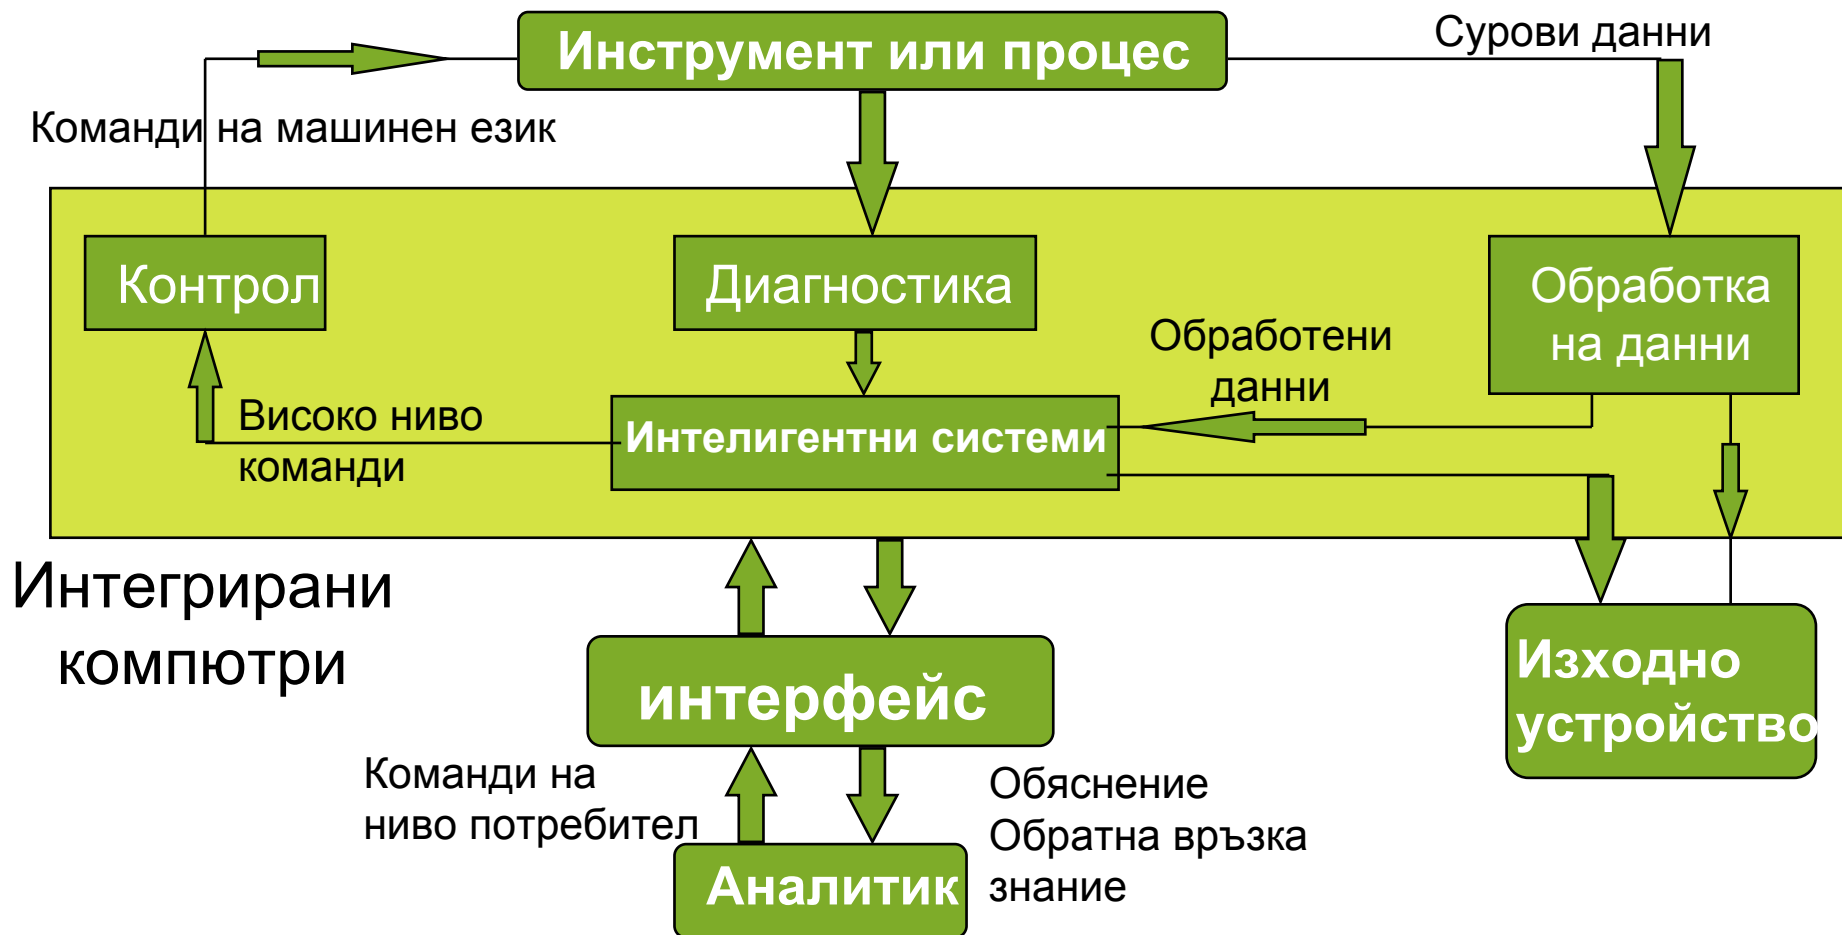 Инструмент или процес
Сурови данни
Команди на машинен език
Контрол
Диагностика
Обработка
на данни
Обработени
данни
Високо ниво
команди
Интелигентни системи
Интегрирани
компютри
интерфейс
Изходно
устройство
Команди на
ниво потребител
Обяснение
Обратна връзка
знание
Аналитик